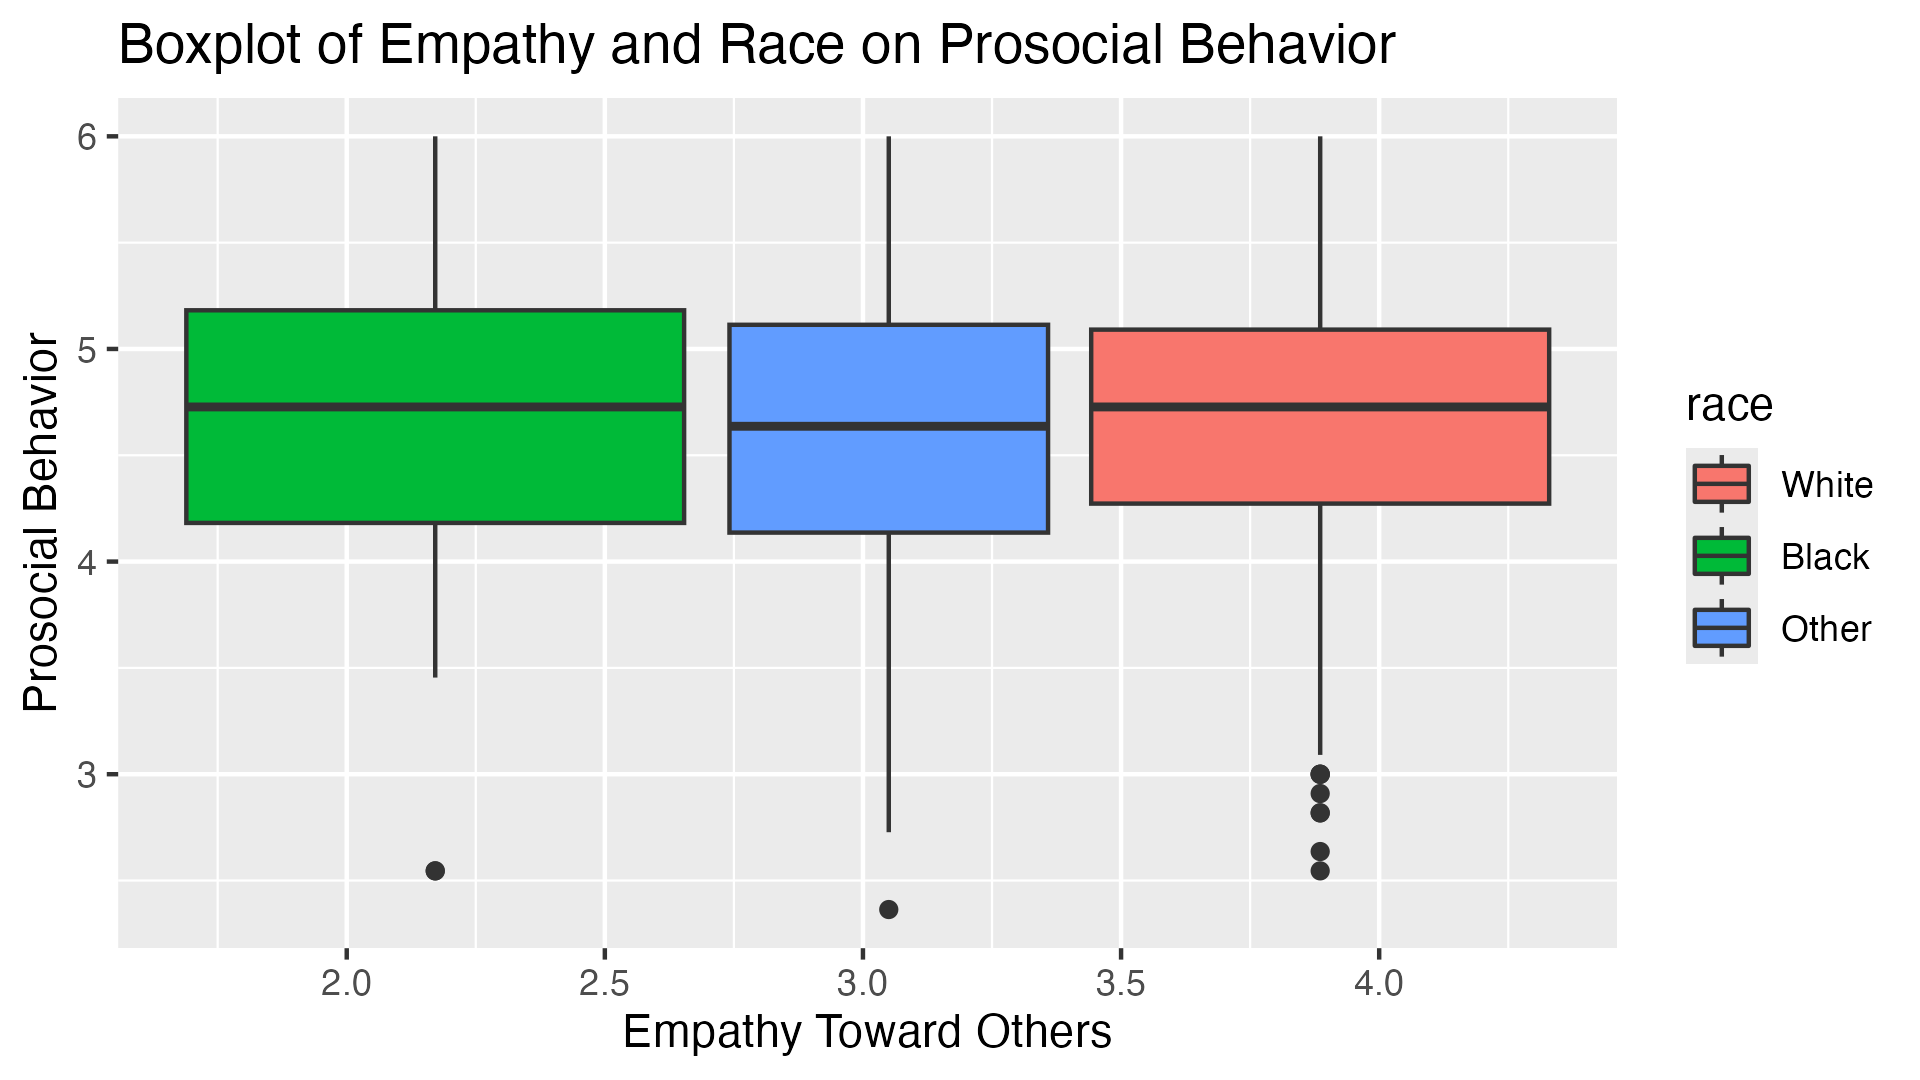 Boxplot of Empathy and Race on Prosocial Behavior
Prosocial Behavior
6
5
4
3
2.0 2.5 3.0 3.5 4.0
Empathy Toward Others
race
White
Black
Other